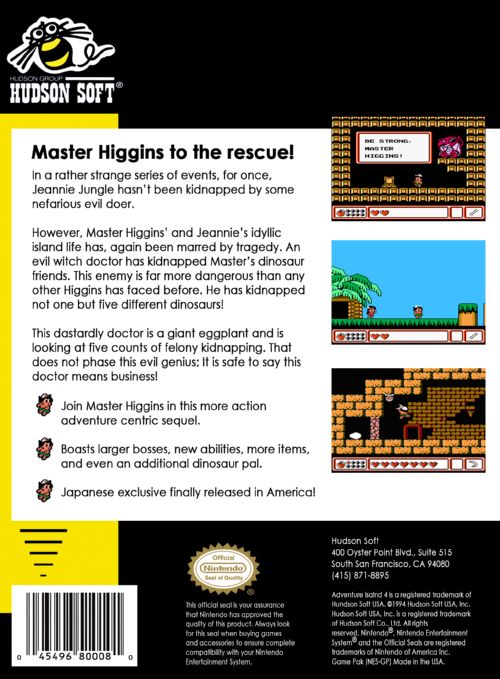 HUDSON GROUP
HUDSON SOFT®
Master Higgins to the rescue!
In a rather strange series of events, for once,
Jeannie Jungle hasn't been kidnapped by some
nefarious evil doer.
However, Master Higgins' and Jeannie's idyllic
island life has, again been marred by tragedy. An
evil witch doctor has kidnapped Master's dinosaur
friends. This enemy is far more dangerous than any
other Higgins has faced before. He has kidnapped
not one but five different dinosaurs!
This dastardly doctor is a giant eggplant and is
looking at five counts of felony kidnapping. That
does not phase this evil genius; It is safe to say this
doctor means business!
Join Master Higgins in this more action
adventure centric sequel.
Boasts larger bosses, new abilities, more items,
and even an additional dinosaur pal.
Japanese exclusive finally released in America!
BE STRONG,
MASTER
HIGGINS!
Official
Nintendo®
Seal of Quality
This official seal is your assurance
that Nintendo has approved the
quality of this product. Always look
for this seal when buying games
and accessories to ensure complete
compatibility with your Nintendo
Entertainment System.
Hudson Soft
400 Oyster Point Blvd., Suite 515
South San Francisco, CA 94080
(415) 871-8895
Adventure Isalnd 4 is a registered trademark of
Hundson Soft USA. ©1994 Hudson Soft USA, Inc.
Hudson Soft USA, Inc. is a registered trademark
of Hudson Soft Co., Ltd. All rights
reserved. Nintendo®, Nintendo Entertainment
System® and the Official Seals are registered
trademarks of Nintendo of America Inc.
Game Pak (NES-GP) Made in the USA.
0 45496 80008 0